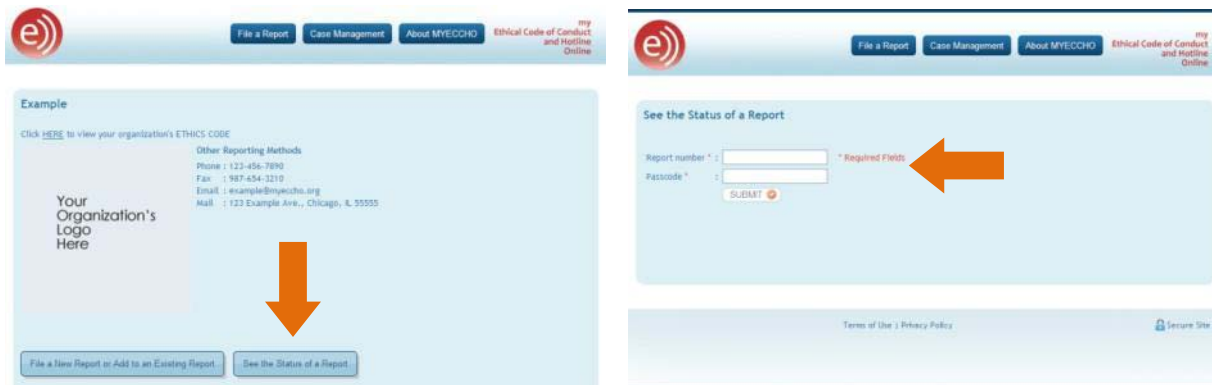 e
File a Report Case Management About MYECCHO
my
Ethical Code of Conduct
and Hotline
Online
Example
Click HERE to view your organization's ETHICS CODE
Other Reporting Methods
Phone : 123-456-7890
Fax : 987-654-3210
Email : example@myeccho.org
Mail : 123 Example Ave., Chicago, IL 55555
Your
Organization's
Logo
Here
File a New Report or Add to an Existing Report
See the Status of a Report
e
File a Report Case Management About MYECCHO
my
Ethical Code of Conduct
and Hotline
Online
See the Status of a Report
Report number * : * Required Fields
Passcode * :
SUBMIT
Terms of Use | Privacy Policy
Secure Site